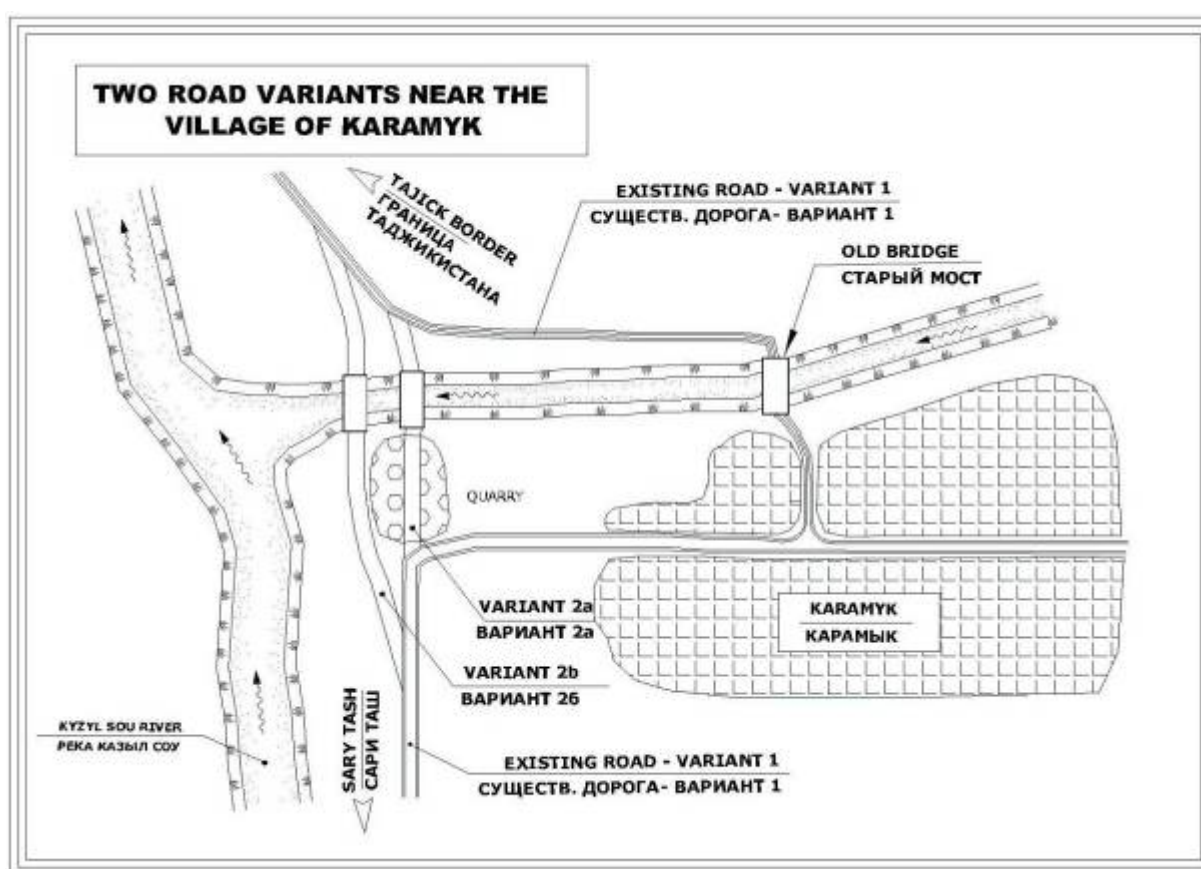 TWO ROAD VARIANTS NEAR THE
VILLAGE OF KARAMYK
TAJICK BORDER
ГРАНИЦА
ТАДЖИКИСТАНА
EXISTING ROAD - VARIANT 1
СУЩЕСТВ. ДОРОГА- ВАРИАНТ 1
OLD BRIDGE
СТАРЫЙ МОСТ
QUARRY
VARIANT 2a
ВАРИАНТ 2а
KARAMYK
КАРАМЫК
VARIANT 2b
ВАРИАНТ 2б
KYZYL SOU RIVER
РЕКА КАЗЫЛ СОУ
SARY TASH
САРИ ТАШ
EXISTING ROAD - VARIANT 1
СУЩЕСТВ. ДОРОГА- ВАРИАНТ 1